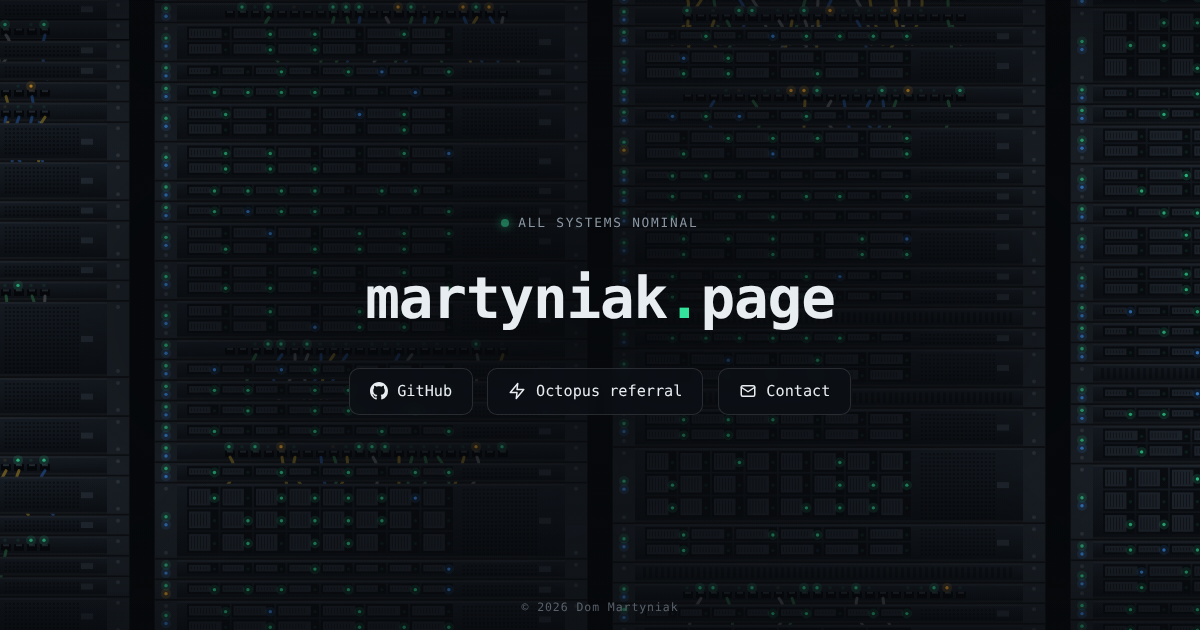 ALL SYSTEMS NOMINAL
martyniak.page
GitHub
Octopus referral
Contact
© 2026 Dom Martyniak